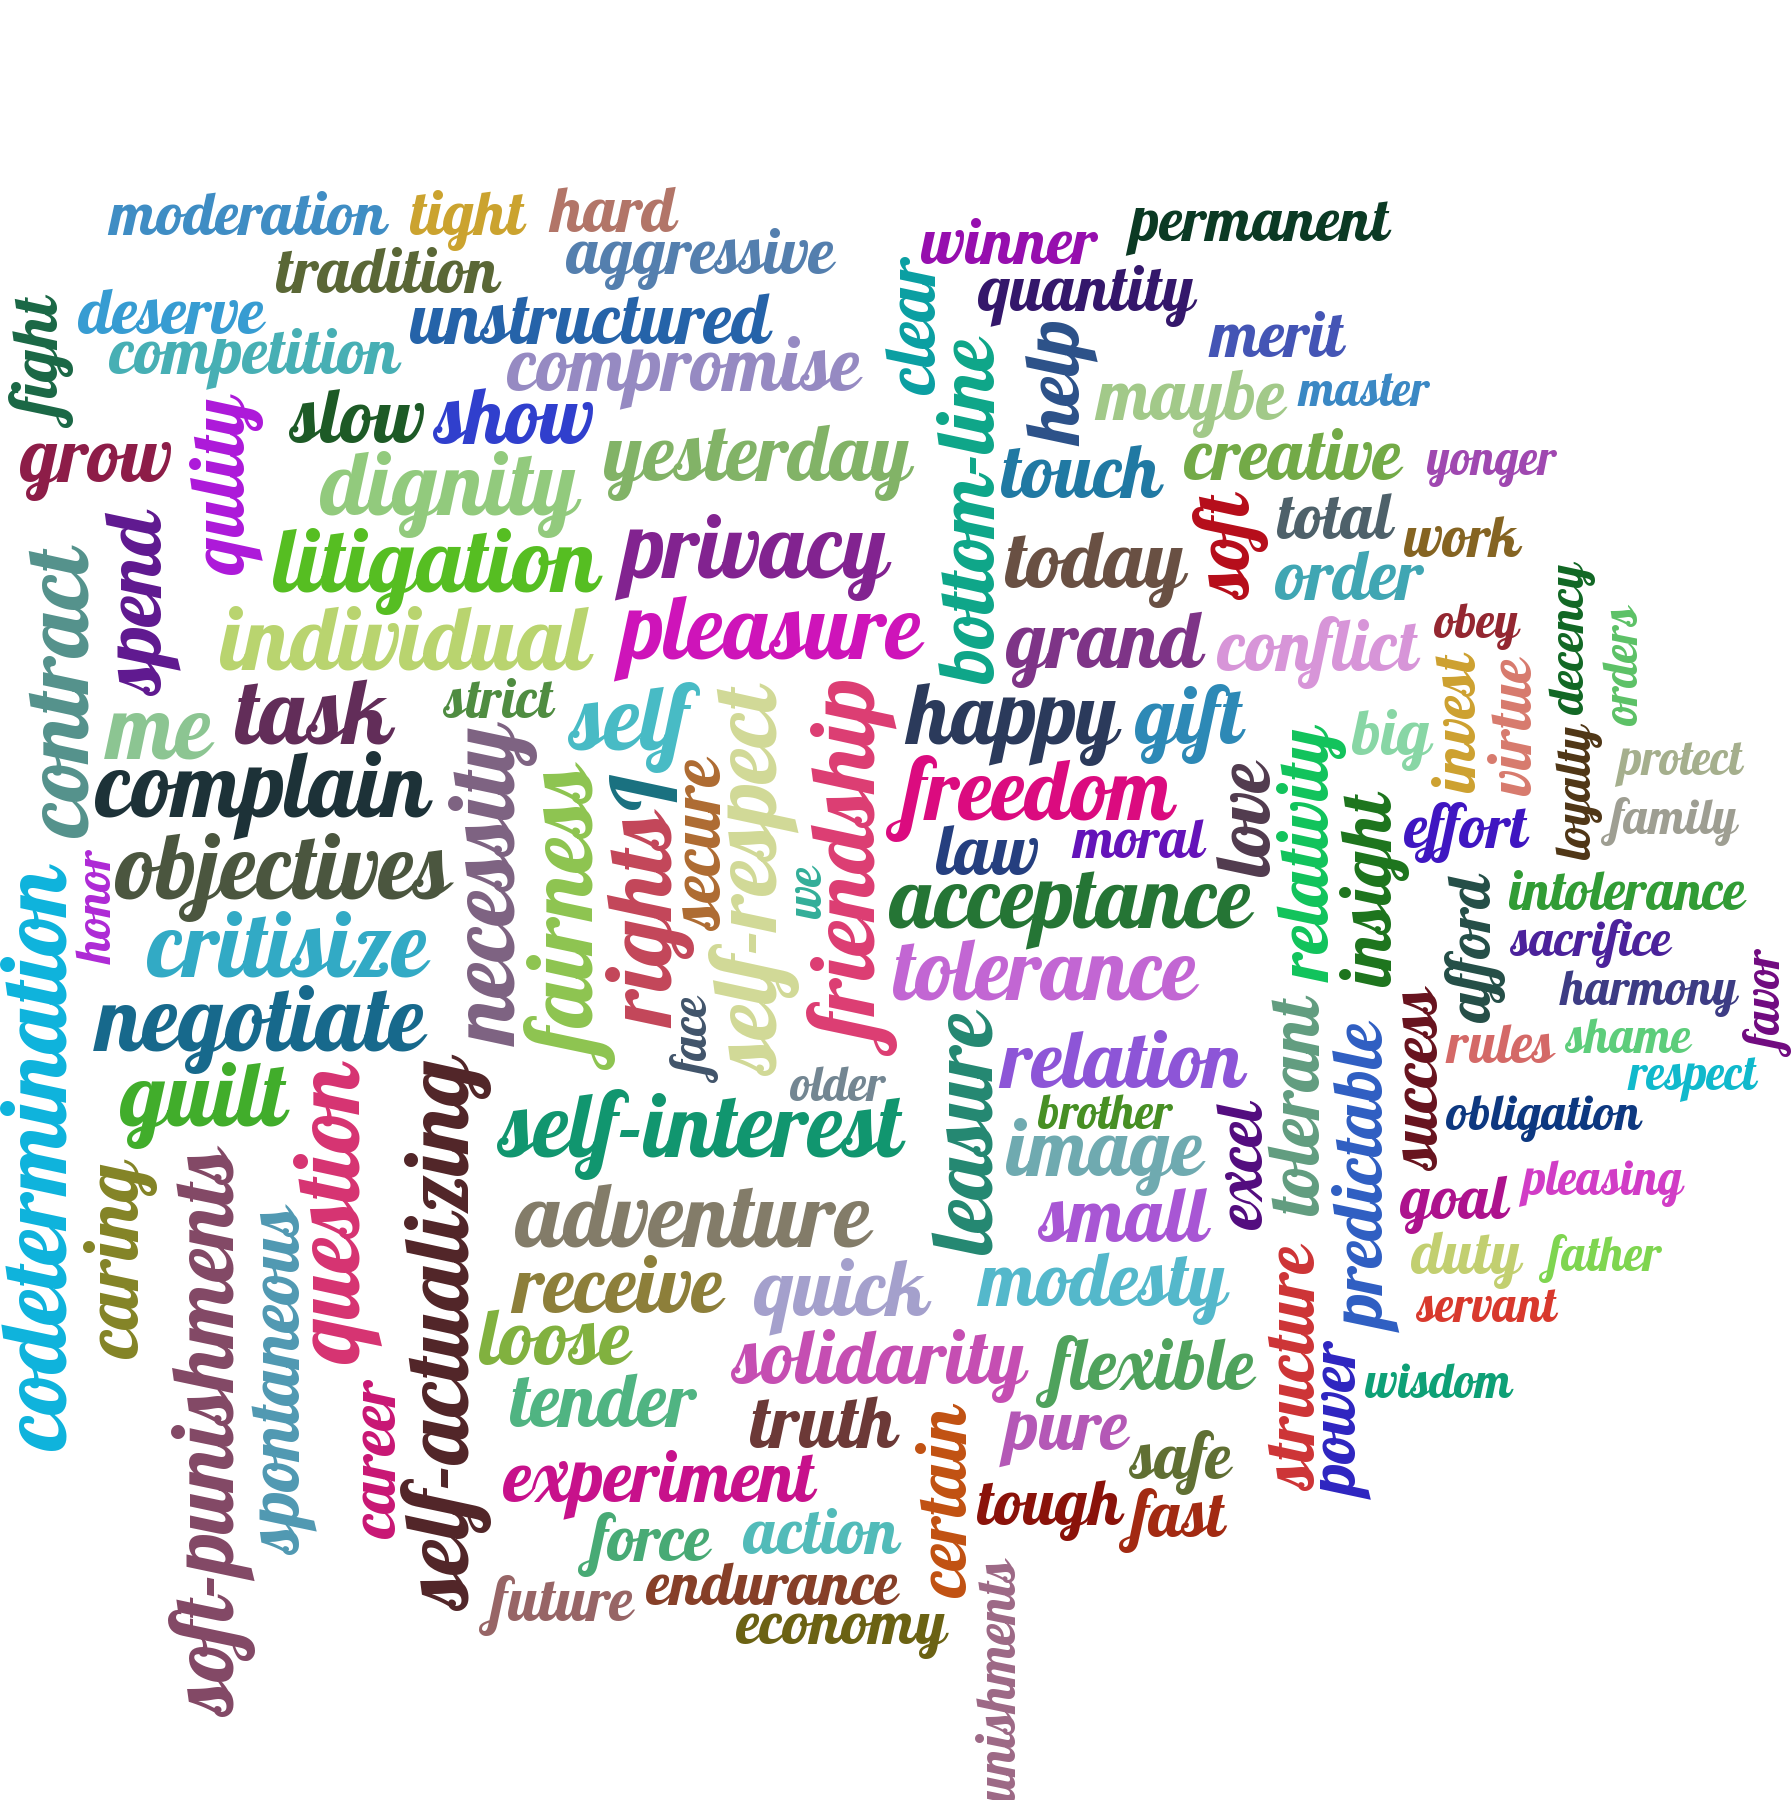 moderation
tight
hard
aggressive
tradition
winner
permanent
clear
quantity
fight
deserve
unstructured
competition
compromise
help
merit
bottom-line
maybe
master
qulity
slow
show
grow
dignity
yesterday
touch
creative
yonger
spend
litigation
privacy
today
soft
total
work
order
contract
individual
pleasure
grand
conflict
obey
decency
orders
me
task
strict
self
happy
gift
big
invest
virtue
complain
necessity
fairness
I
rights
secure
self-respect
friendship
freedom
love
relativity
insight
effort
loyalty
protect
family
law
moral
objectives
honor
we
acceptance
intolerance
afford
sacrifice
codetermination
critisize
tolerance
harmony
favor
negotiate
face
relation
leasure
tolerant
predictable
success
rules
shame
respect
guilt
question
self-actualizing
older
self-interest
brother
image
excel
obligation
caring
soft-punishments
spontaneous
adventure
small
goal
pleasing
receive
quick
modesty
structure
duty
father
servant
loose
solidarity
flexible
power
wisdom
career
tender
truth
certain
pure
safe
experiment
tough
fast
force
action
future
endurance
economy
unishments